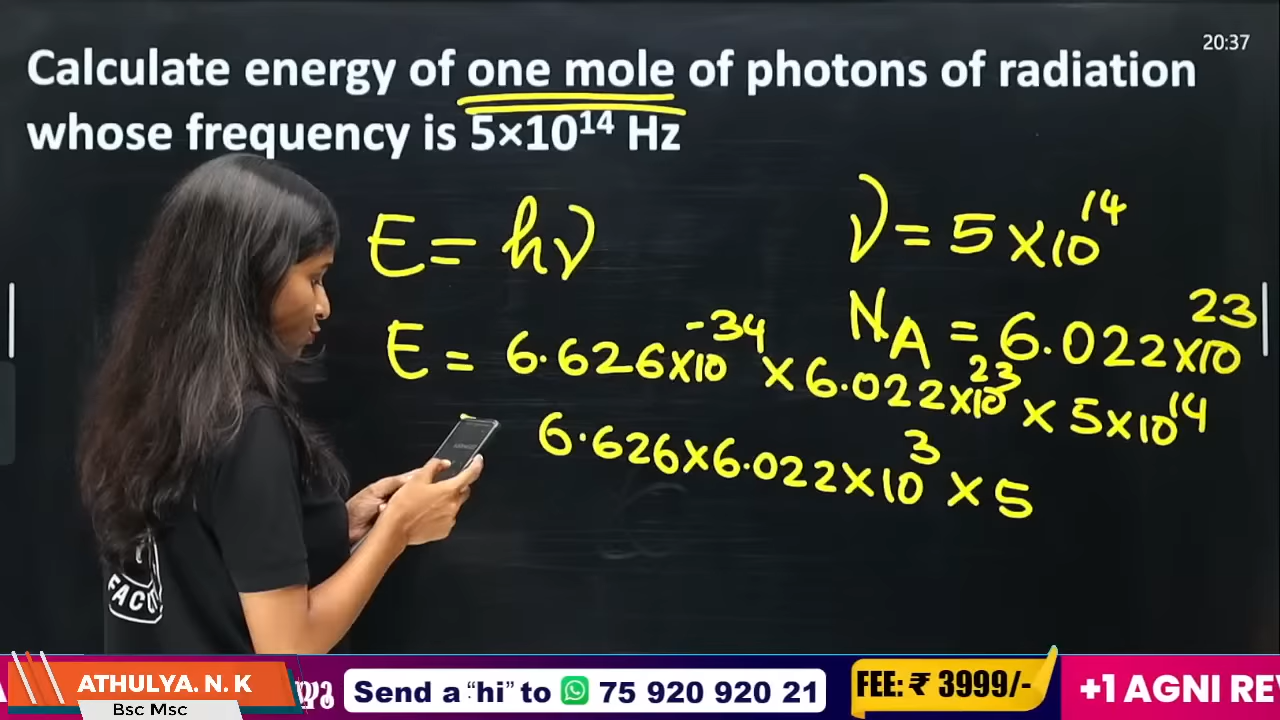 20:37
Calculate energy of one mole of photons of radiation
whose frequency is 5×10¹⁴ Hz
E = hν
ν = 5×10¹⁴
N_A = 6.022×10²³
E = 6.626×10⁻³⁴ × 6.022×10²³ × 5×10¹⁴
6.626×6.022×10³ × 5
ATHULYA. N. K
Bsc Msc
Send a “hi” to 75 920 920 21
FEE: ₹ 3999/-
+1 AGNI RE